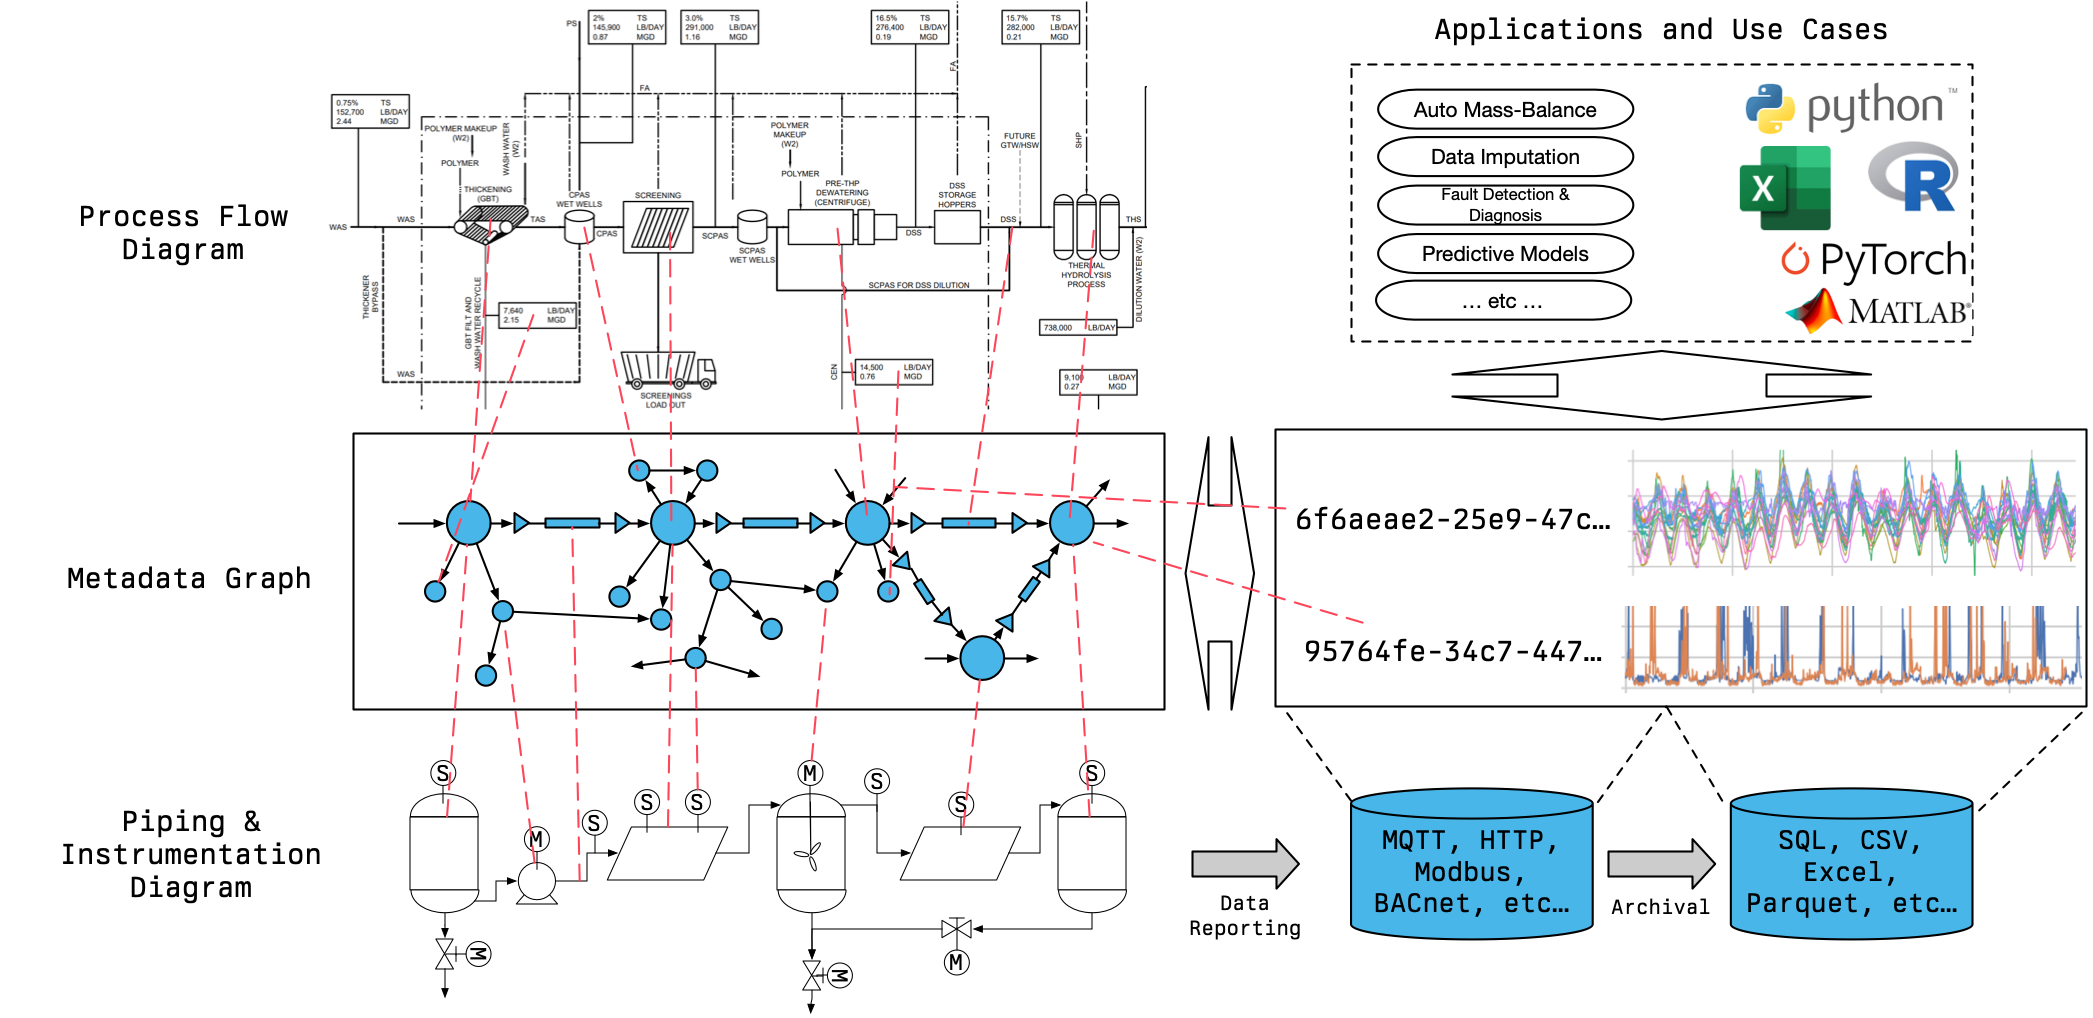 Applications and Use Cases
Auto Mass-Balance
Data Imputation
Fault Detection &
Diagnosis
Predictive Models
... etc ...
python™
X
R
PyTorch
MATLAB®
Process Flow
Diagram
PS
2% TS
145,900 LB/DAY
0.87 MGD
3.0% TS
291,000 LB/DAY
1.16 MGD
16.5% TS
276,400 LB/DAY
0.19 MGD
15.7% TS
282,000 LB/DAY
0.21 MGD
0.75% TS
152,700 LB/DAY
2.44 MGD
FA
FA
POLYMER MAKEUP
(W2)
POLYMER
WASH WATER
(W2)
THICKENING
(GBT)
CPAS
WET WELLS
SCREENING
POLYMER
MAKEUP
(W2)
POLYMER
PRE-THP
DEWATERING
(CENTRIFUGE)
DSS
STORAGE
HOPPERS
FUTURE
GTW/HSW
SHP
WAS
WAS
TAS
CPAS
SCPAS
SCPAS
WET WELLS
DSS
DSS
THS
THERMAL
HYDROLYSIS
PROCESS
DILUTION WATER (W2)
SCPAS FOR DSS DILUTION
THICKENER
BYPASS
GBT FILT AND
WASH WATER RECYCLE
7,640 LB/DAY
2.15 MGD
738,000 LB/DAY
WAS
CEN
14,500 LB/DAY
0.76 MGD
9,100 LB/DAY
0.27 MGD
SCREENINGS
LOAD OUT
Metadata Graph
6f6aeae2-25e9-47c…
95764fe-34c7-447…
Piping &
Instrumentation
Diagram
S
M
S
S
S
M
S
S
S
M
M
M
Data
Reporting
MQTT, HTTP,
Modbus,
BACnet, etc…
Archival
SQL, CSV,
Excel,
Parquet, etc…